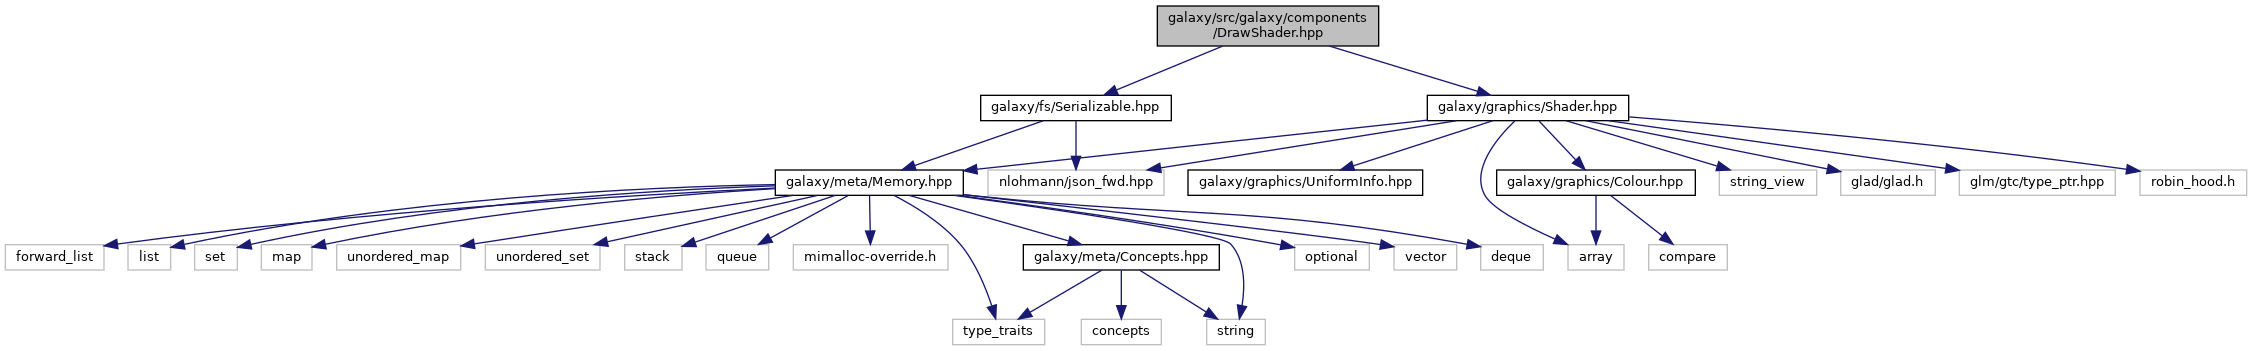 galaxy/src/galaxy/components
/DrawShader.hpp
galaxy/fs/Serializable.hpp
galaxy/graphics/Shader.hpp
galaxy/meta/Memory.hpp
nlohmann/json_fwd.hpp
galaxy/graphics/UniformInfo.hpp
galaxy/graphics/Colour.hpp
string_view
glad/glad.h
glm/gtc/type_ptr.hpp
robin_hood.h
forward_list
list
set
map
unordered_map
unordered_set
stack
queue
mimalloc-override.h
galaxy/meta/Concepts.hpp
optional
vector
deque
array
compare
type_traits
concepts
string